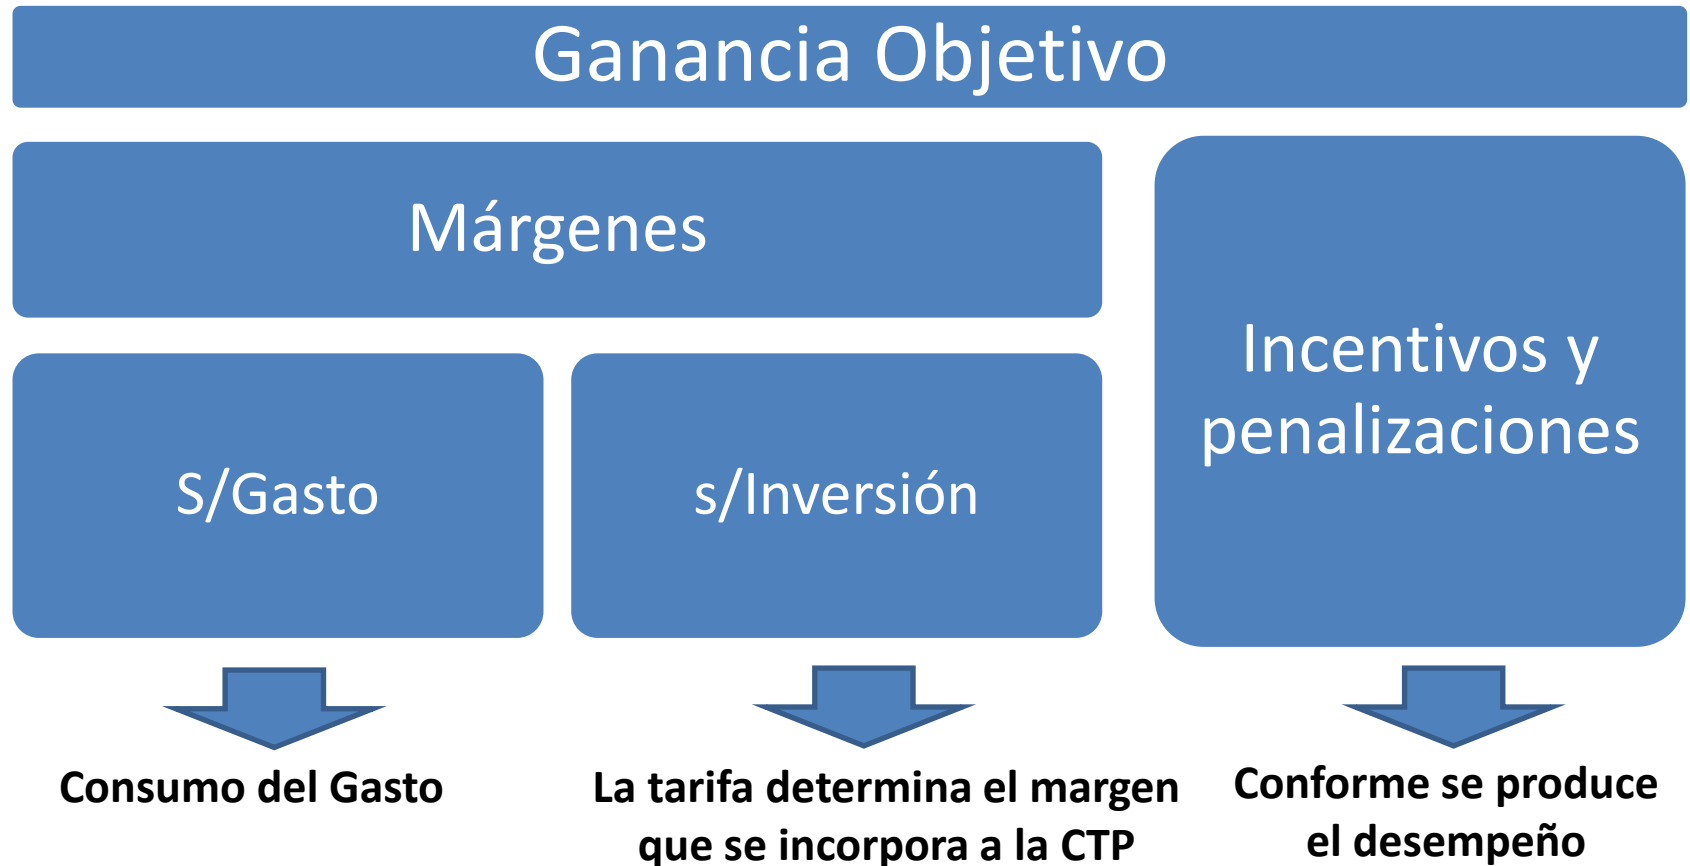 Ganancia Objetivo
Márgenes
Incentivos y
penalizaciones
S/Gasto
s/Inversión
Consumo del Gasto
La tarifa determina el margen
que se incorpora a la CTP
Conforme se produce
el desempeño